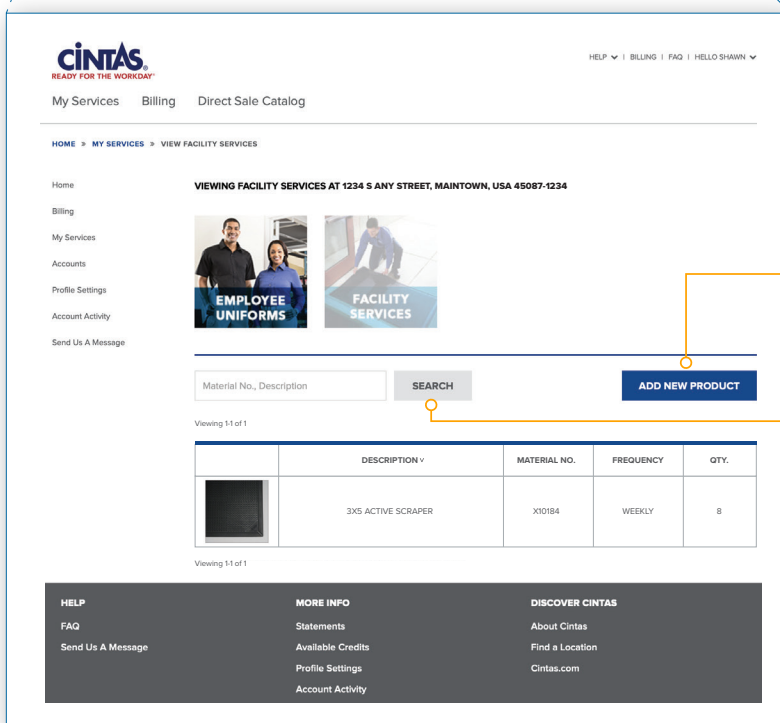 CINTAS®
READY FOR THE WORKDAY®
HELP ˅ | BILLING | FAQ | HELLO SHAWN ˅
My Services Billing Direct Sale Catalog
HOME » MY SERVICES » VIEW FACILITY SERVICES
Home
Billing
My Services
Accounts
Profile Settings
Account Activity
Send Us A Message
VIEWING FACILITY SERVICES AT 1234 S ANY STREET, MAINTOWN, USA 45087-1234
EMPLOYEE
UNIFORMS
FACILITY
SERVICES
Material No., Description
SEARCH
ADD NEW PRODUCT
Viewing 1-1 of 1
DESCRIPTION ˅ MATERIAL NO. FREQUENCY QTY.
3X5 ACTIVE SCRAPER X10184 WEEKLY 8
Viewing 1-1 of 1
HELP
FAQ
Send Us A Message
MORE INFO
Statements
Available Credits
Profile Settings
Account Activity
DISCOVER CINTAS
About Cintas
Find a Location
Cintas.com